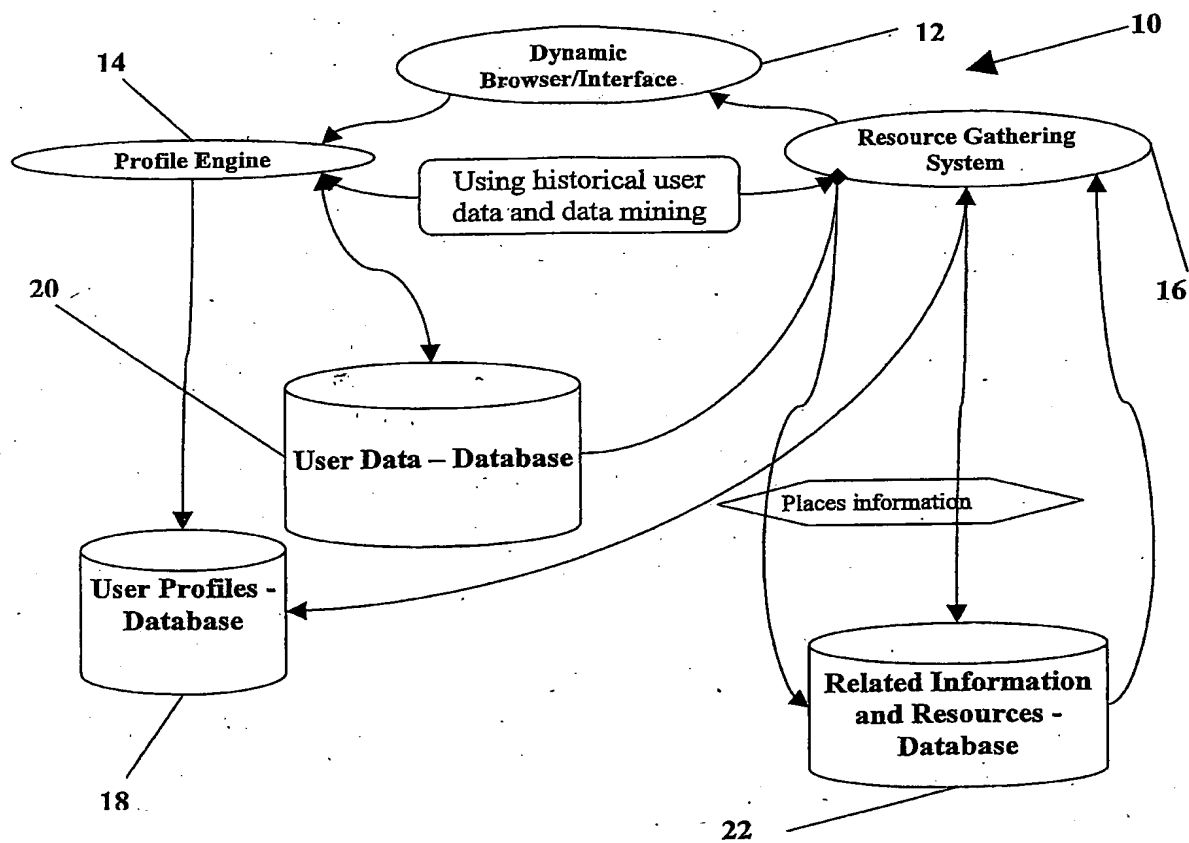 10
12
Dynamic
Browser/Interface
14
Profile Engine
Resource Gathering
System
Using historical user
data and data mining
16
20
User Data – Database
Places information
User Profiles -
Database
Related Information
and Resources -
Database
18
22